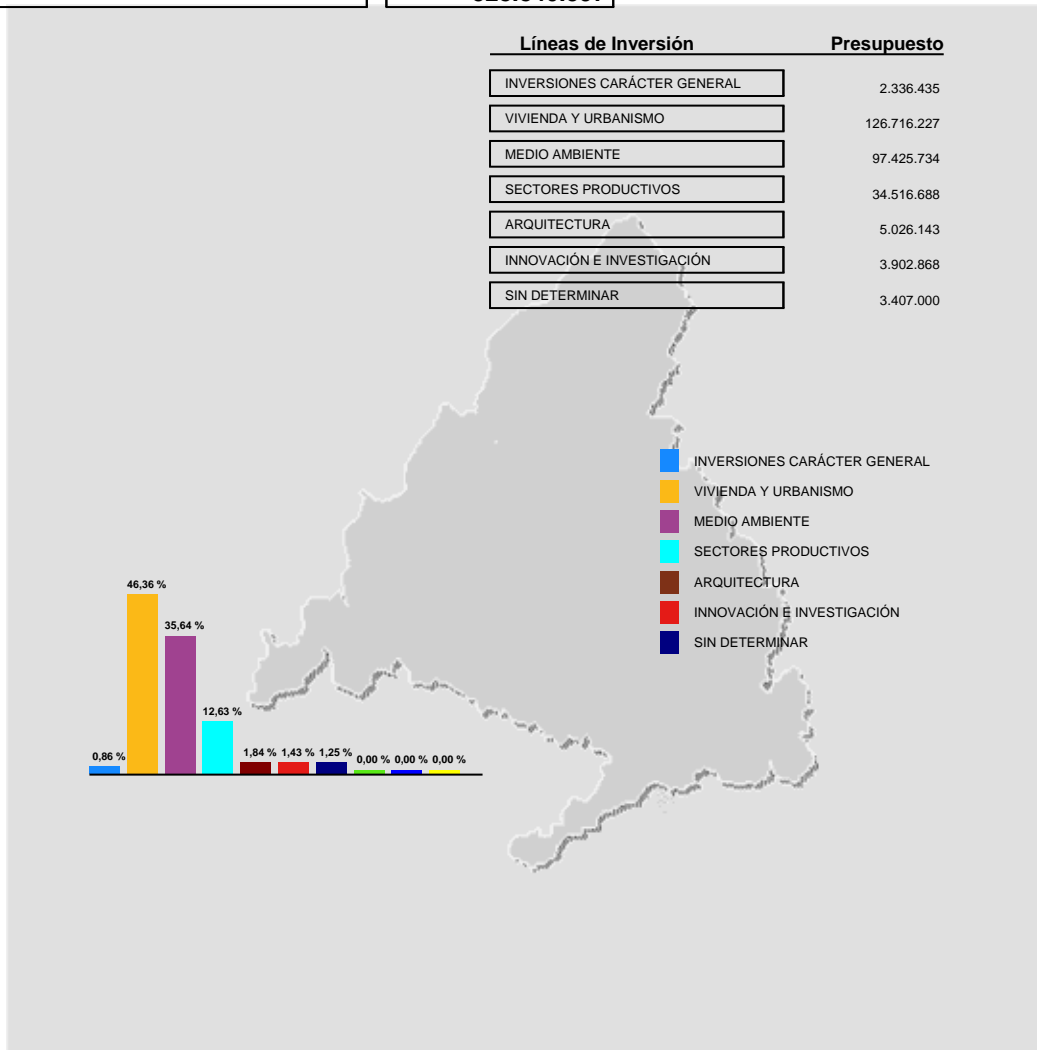 Líneas de Inversión Presupuesto
INVERSIONES CARÁCTER GENERAL 2.336.435
VIVIENDA Y URBANISMO 126.716.227
MEDIO AMBIENTE 97.425.734
SECTORES PRODUCTIVOS 34.516.688
ARQUITECTURA 5.026.143
INNOVACIÓN E INVESTIGACIÓN 3.902.868
SIN DETERMINAR 3.407.000
INVERSIONES CARÁCTER GENERAL
VIVIENDA Y URBANISMO
MEDIO AMBIENTE
SECTORES PRODUCTIVOS
ARQUITECTURA
INNOVACIÓN E INVESTIGACIÓN
SIN DETERMINAR
46,36 %
35,64 %
12,63 %
0,86 % 1,84 % 1,43 % 1,25 % 0,00 % 0,00 % 0,00 %